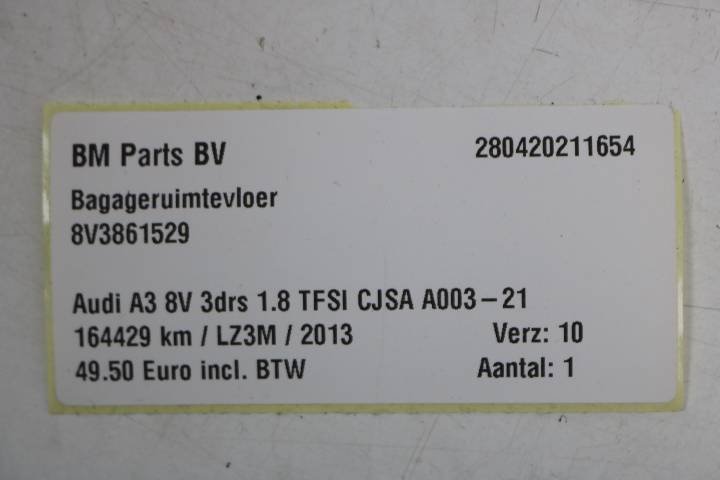 BM Parts BV 280420211654
Bagageruimtevloer
8V3861529
Audi A3 8V 3drs 1.8 TFSI CJSA A003-21
164429 km / LZ3M / 2013 Verz: 10
49.50 Euro incl. BTW Aantal: 1